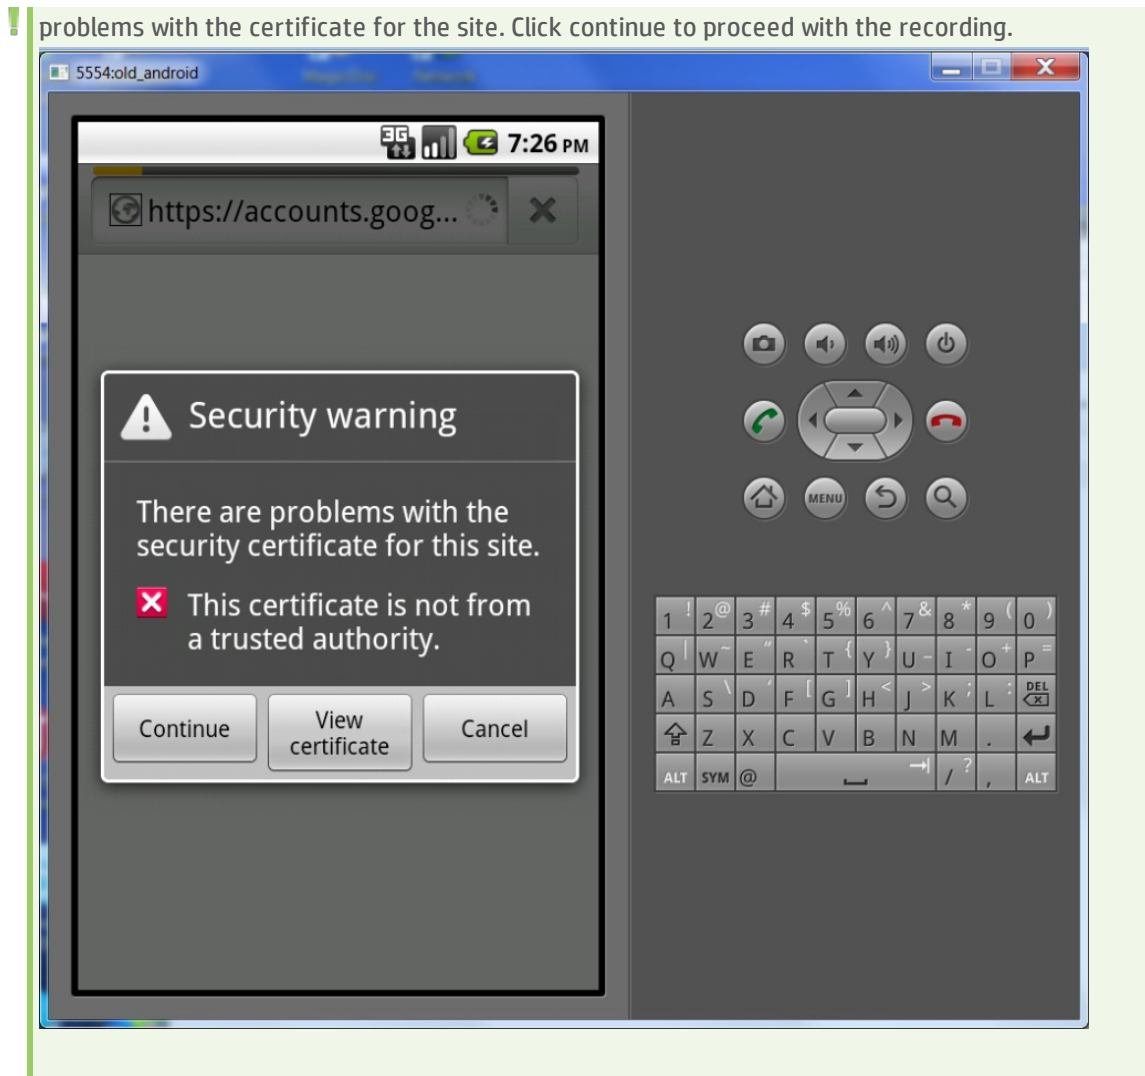 problems with the certificate for the site. Click continue to proceed with the recording.
5554:old_android
3G 7:26 PM
https://accounts.goog...
Security warning
There are problems with the
security certificate for this site.
This certificate is not from
a trusted authority.
Continue
View
certificate
Cancel
MENU
1 ! 2 @ 3 # 4 $ 5 % 6 ^ 7 & 8 * 9 ( 0 )
Q | W ~ E " R ` T { Y } U _ I - O + P =
A S \ D ' F [ G ] H < J > K ; L : DEL
Z X C V B N M .
ALT SYM @ / ? , ALT